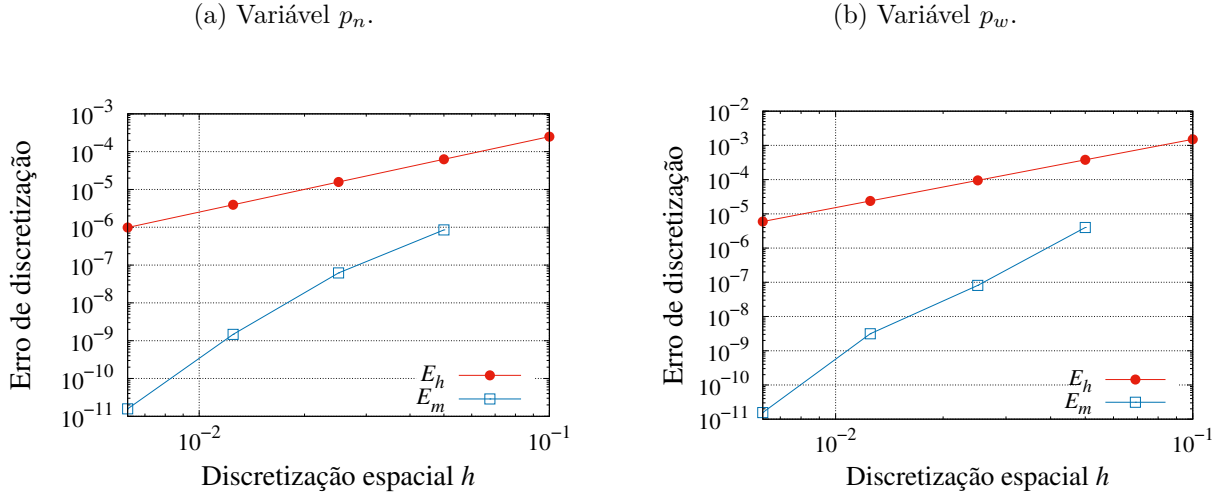 (a) Variável pₙ.
(b) Variável p_w.
10⁻³
10⁻⁴
10⁻⁵
10⁻⁶
10⁻⁷
10⁻⁸
10⁻⁹
10⁻¹⁰
10⁻¹¹
Erro de discretização
E_h
E_m
10⁻²
10⁻¹
Discretização espacial h
10⁻²
10⁻³
10⁻⁴
10⁻⁵
10⁻⁶
10⁻⁷
10⁻⁸
10⁻⁹
10⁻¹⁰
10⁻¹¹
Erro de discretização
E_h
E_m
10⁻²
10⁻¹
Discretização espacial h